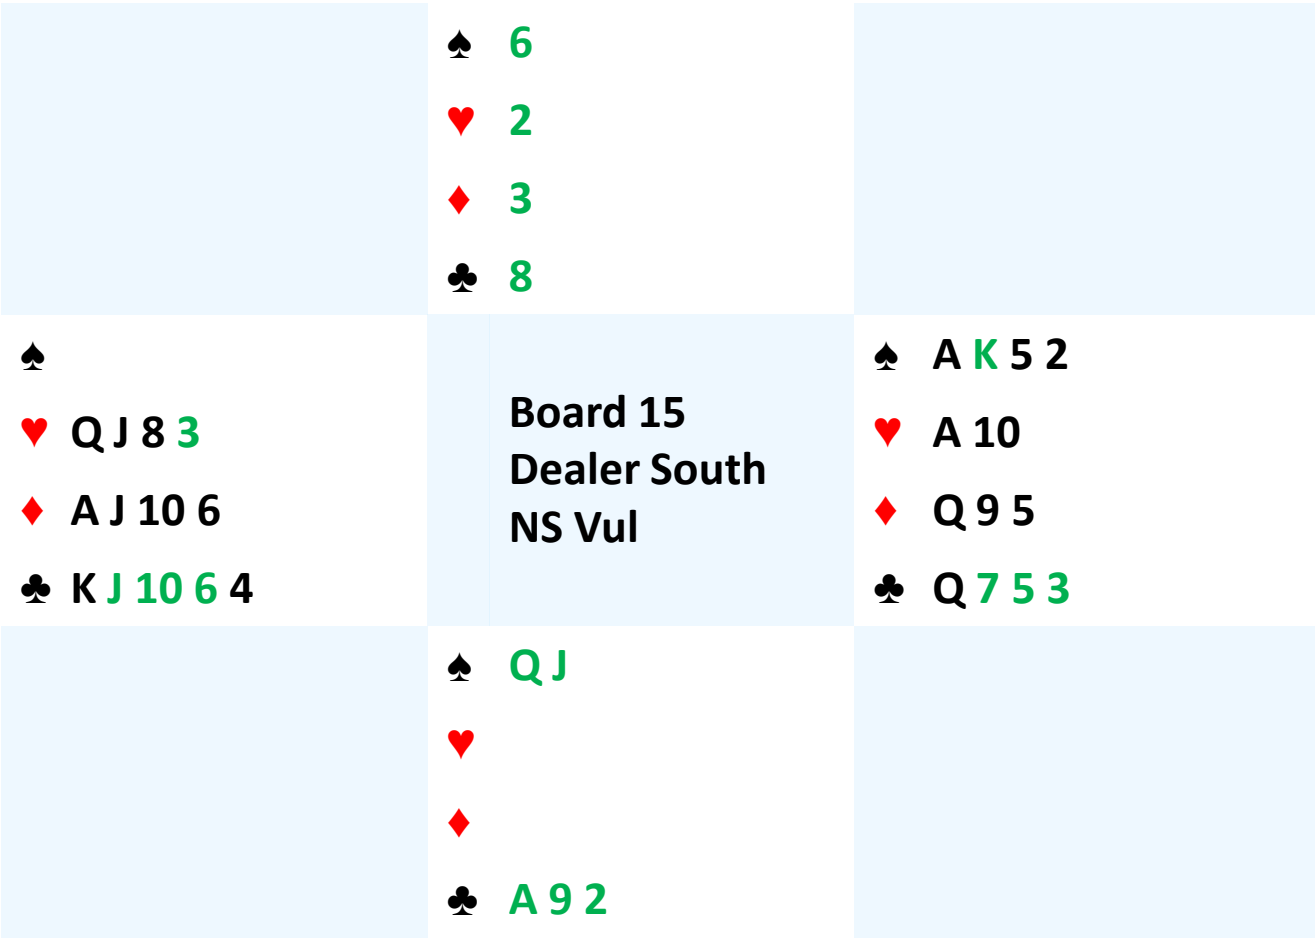 ♠ 6
♥ 2
♦ 3
♣ 8
♠
♥ Q J 8 3
♦ A J 10 6
♣ K J 10 6 4
Board 15
Dealer South
NS Vul
♠ A K 5 2
♥ A 10
♦ Q 9 5
♣ Q 7 5 3
♠ Q J
♥
♦
♣ A 9 2